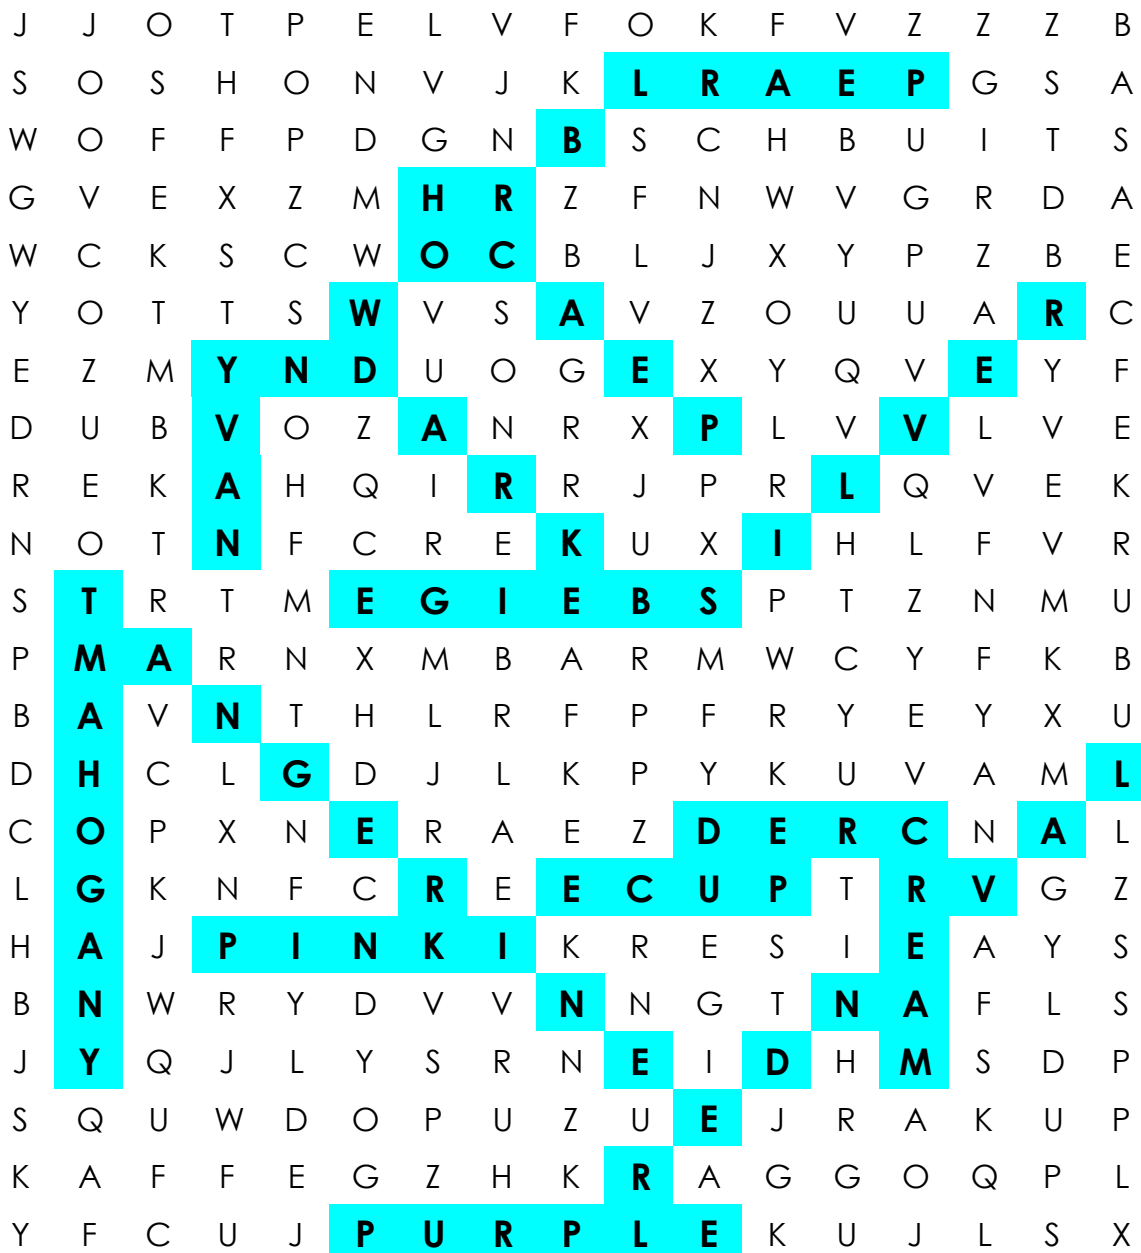 J J O T P E L V F O K F V Z Z Z B
S O S H O N V J K L R A E P G S A
W O F F P D G N B S C H B U I T S
G V E X Z M H R Z F N W V G R D A
W C K S C W O C B L J X Y P Z B E
Y O T T S W V S A V Z O U U A R C
E Z M Y N D U O G E X Y Q V E Y F
D U B V O Z A N R X P L V V L V E
R E K A H Q I R R J P R L Q V E K
N O T N F C R E K U X I H L F V R
S T R T M E G I E B S P T Z N M U
P M A R N X M B A R M W C Y F K B
B A V N T H L R F P F R Y E Y X U
D H C L G D J L K P Y K U V A M L
C O P X N E R A E Z D E R C N A L
L G K N F C R E E C U P T R V G Z
H A J P I N K I K R E S I E A Y S
B N W R Y D V V N N G T N A F L S
J Y Q J L Y S R N E I D H M S D P
S Q U W D O P U Z U E J R A K U P
K A F F E G Z H K R A G G O Q P L
Y F C U J P U R P L E K U J L S X